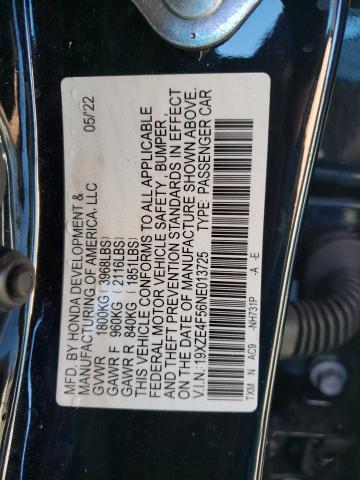 MFD. BY HONDA DEVELOPMENT & 05/'22
MANUFACTURING OF AMERICA, LLC
GVWR 1800KG( 3968LBS)
GAWR F 960KG ( 2116LBS)
GAWR R 840KG ( 1851LBS)
THIS VEHICLE CONFORMS TO ALL APPLICABLE
FEDERAL MOTOR VEHICLE SAFETY, BUMPER,
AND THEFT PREVENTION STANDARDS IN EFFECT
ON THE DATE OF MANUFACTURE SHOWN ABOVE.
V.I.N.: 19XZE4F56NE013725 TYPE: PASSENGER CAR
TXM N AC9 -NH731P -A -E